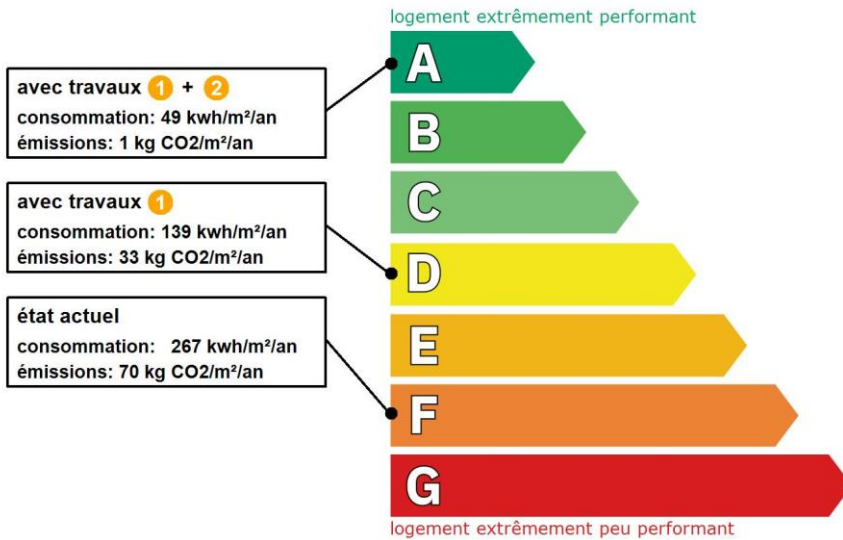 logement extrêmement performant
avec travaux 1 + 2
consommation: 49 kwh/m²/an
émissions: 1 kg CO2/m²/an
avec travaux 1
consommation: 139 kwh/m²/an
émissions: 33 kg CO2/m²/an
état actuel
consommation: 267 kwh/m²/an
émissions: 70 kg CO2/m²/an
A
B
C
D
E
F
G
logement extrêmement peu performant